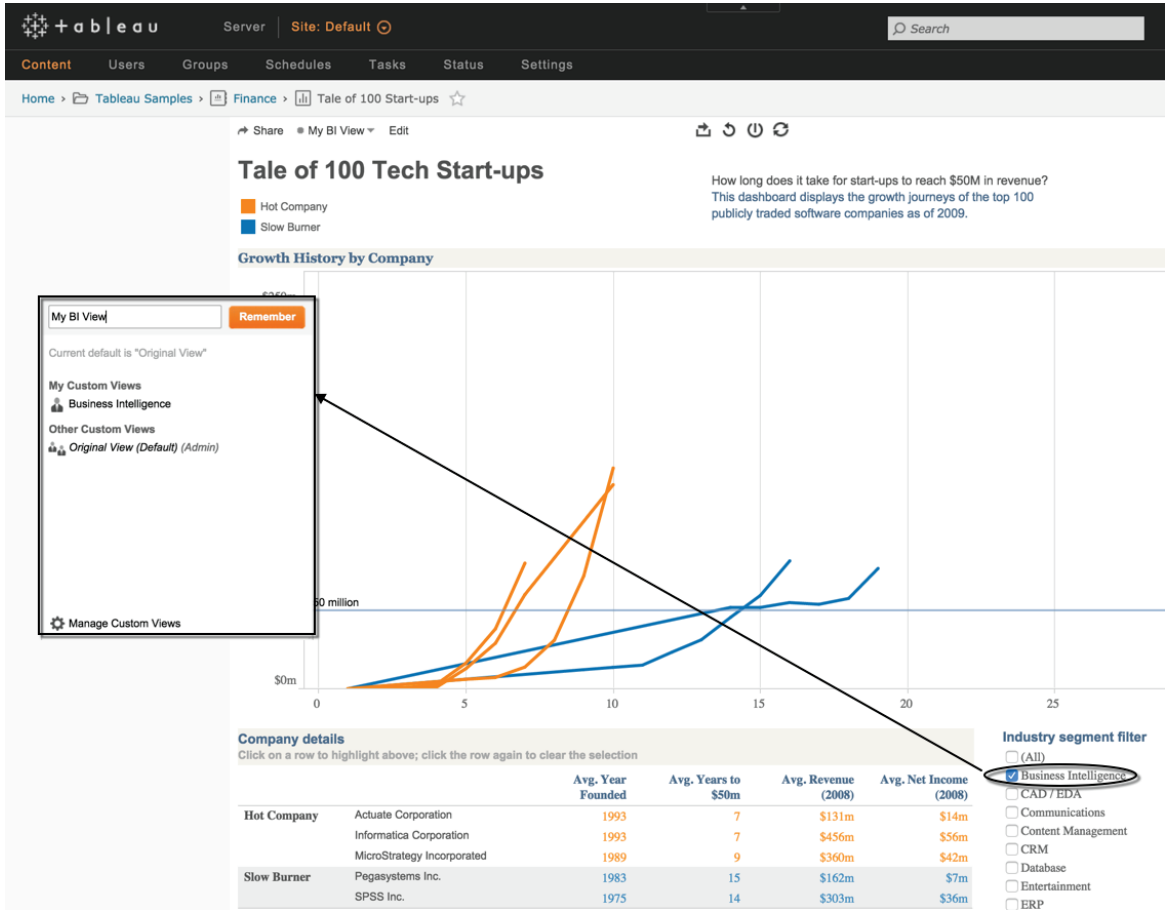 + a b l e a u
Server
Site: Default
Search
Content Users Groups Schedules Tasks Status Settings
Home › Tableau Samples › Finance › Tale of 100 Start-ups
Share My BI View Edit
Tale of 100 Tech Start-ups
Hot Company
Slow Burner
How long does it take for start-ups to reach $50M in revenue?
This dashboard displays the growth journeys of the top 100
publicly traded software companies as of 2009.
Growth History by Company
My BI View
Remember
Current default is "Original View"
My Custom Views
Business Intelligence
Other Custom Views
Original View (Default) (Admin)
Manage Custom Views
0 million
$0m
0 5 10 15 20 25
Company details
Click on a row to highlight above; click the row again to clear the selection
Avg. Year Founded Avg. Years to $50m Avg. Revenue (2008) Avg. Net Income (2008)
Hot Company Actuate Corporation 1993 7 $131m $14m
Informatica Corporation 1993 7 $456m $56m
MicroStrategy Incorporated 1989 9 $360m $42m
Slow Burner Pegasystems Inc. 1983 15 $162m $7m
SPSS Inc. 1975 14 $303m $36m
Industry segment filter
(All)
Business Intelligence
CAD / EDA
Communications
Content Management
CRM
Database
Entertainment
ERP